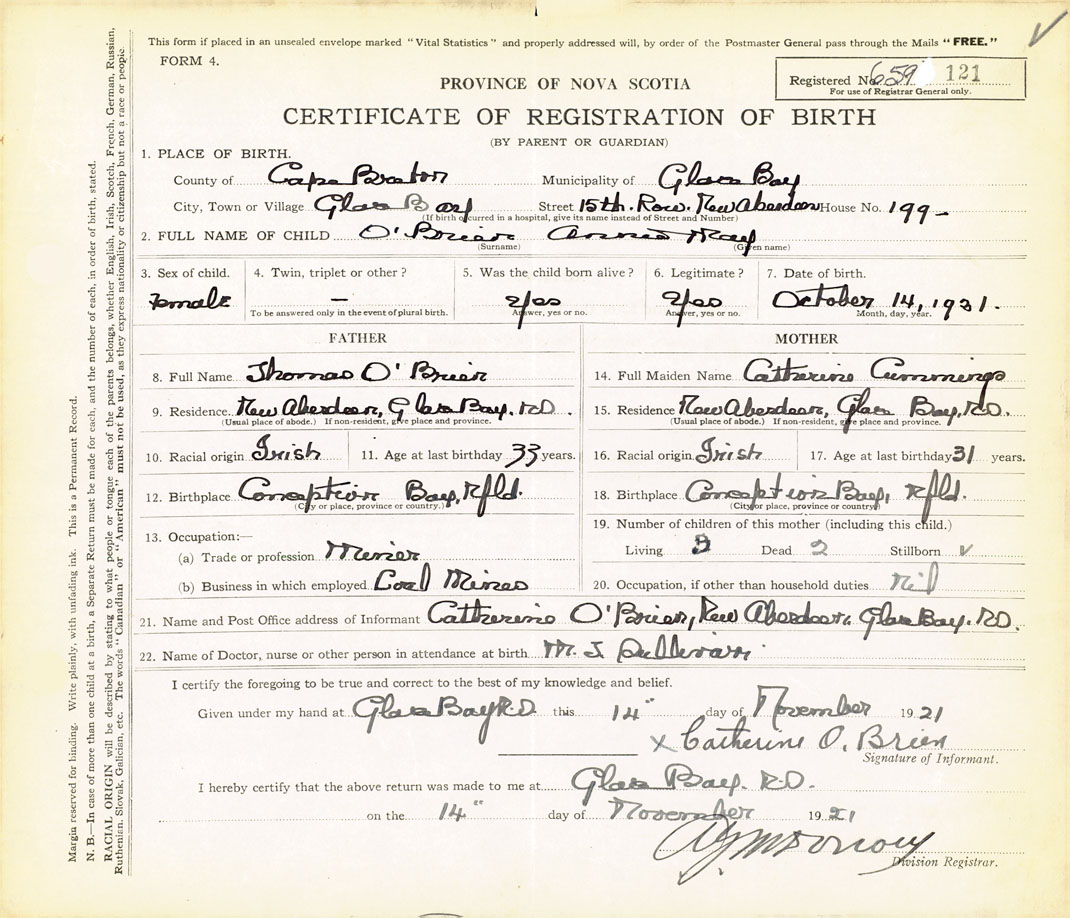 This form if placed in an unsealed envelope marked "Vital Statistics" and properly addressed will, by order of the Postmaster General pass through the Mails "FREE."
FORM 4.
Registered No. 659 121
For use of Registrar General only.
PROVINCE OF NOVA SCOTIA
CERTIFICATE OF REGISTRATION OF BIRTH
(BY PARENT OR GUARDIAN)
1. PLACE OF BIRTH.
County of Cape Breton Municipality of Glace Bay
City, Town or Village Glace Bay Street 15th. Row. New Aberdeen House No. 199-
(If birth occurred in a hospital, give its name instead of Street and Number)
2. FULL NAME OF CHILD O'Brien Annie May
(Surname) (Given name)
3. Sex of child. 4. Twin, triplet or other? 5. Was the child born alive? 6. Legitimate? 7. Date of birth.
Female — Yes Yes October 14, 1921.
To be answered only in the event of plural birth. Answer, yes or no. Answer, yes or no. Month, day, year.
FATHER MOTHER
8. Full Name Thomas O'Brien 14. Full Maiden Name Catherine Cummings
9. Residence New Aberdeen, Glace Bay. R.D. 15. Residence New Aberdeen, Glace Bay, R.D.
(Usual place of abode.) If non-resident, give place and province. (Usual place of abode.) If non-resident, give place and province.
10. Racial origin Irish 11. Age at last birthday 33 years. 16. Racial origin Irish 17. Age at last birthday 31 years.
12. Birthplace Conception Bay, Nfld. 18. Birthplace Conception Bay, Nfld.
(City or place, province or country.) (City or place, province or country)
13. Occupation:— 19. Number of children of this mother (including this child.)
(a) Trade or profession Miner Living 3 Dead 2 Stillborn ✓
(b) Business in which employed Coal Mines 20. Occupation, if other than household duties Nil
21. Name and Post Office address of Informant Catherine O'Brien, New Aberdeen, Glace Bay. R.D.
22. Name of Doctor, nurse or other person in attendance at birth M. J. Sullivan
I certify the foregoing to be true and correct to the best of my knowledge and belief.
Given under my hand at Glace Bay R.D. this 14" day of November 1921
x Catherine O. Brien
Signature of Informant.
I hereby certify that the above return was made to me at Glace Bay. R.D.
on the 14" day of November 1921
Division Registrar.
Margin reserved for binding. Write plainly, with unfading ink. This is a Permanent Record.
N. B.—In case of more than one child at a birth, a Separate Return must be made for each, and the number of each, in order of birth, stated.
RACIAL ORIGIN will be described by stating to what people or tongue each of the parents belongs, whether English, Irish, Scotch, French, German, Russian,
Ruthenian, Slovak, Galician, etc. The words "Canadian" or "American" must not be used, as they express nationality or citizenship but not a race or people